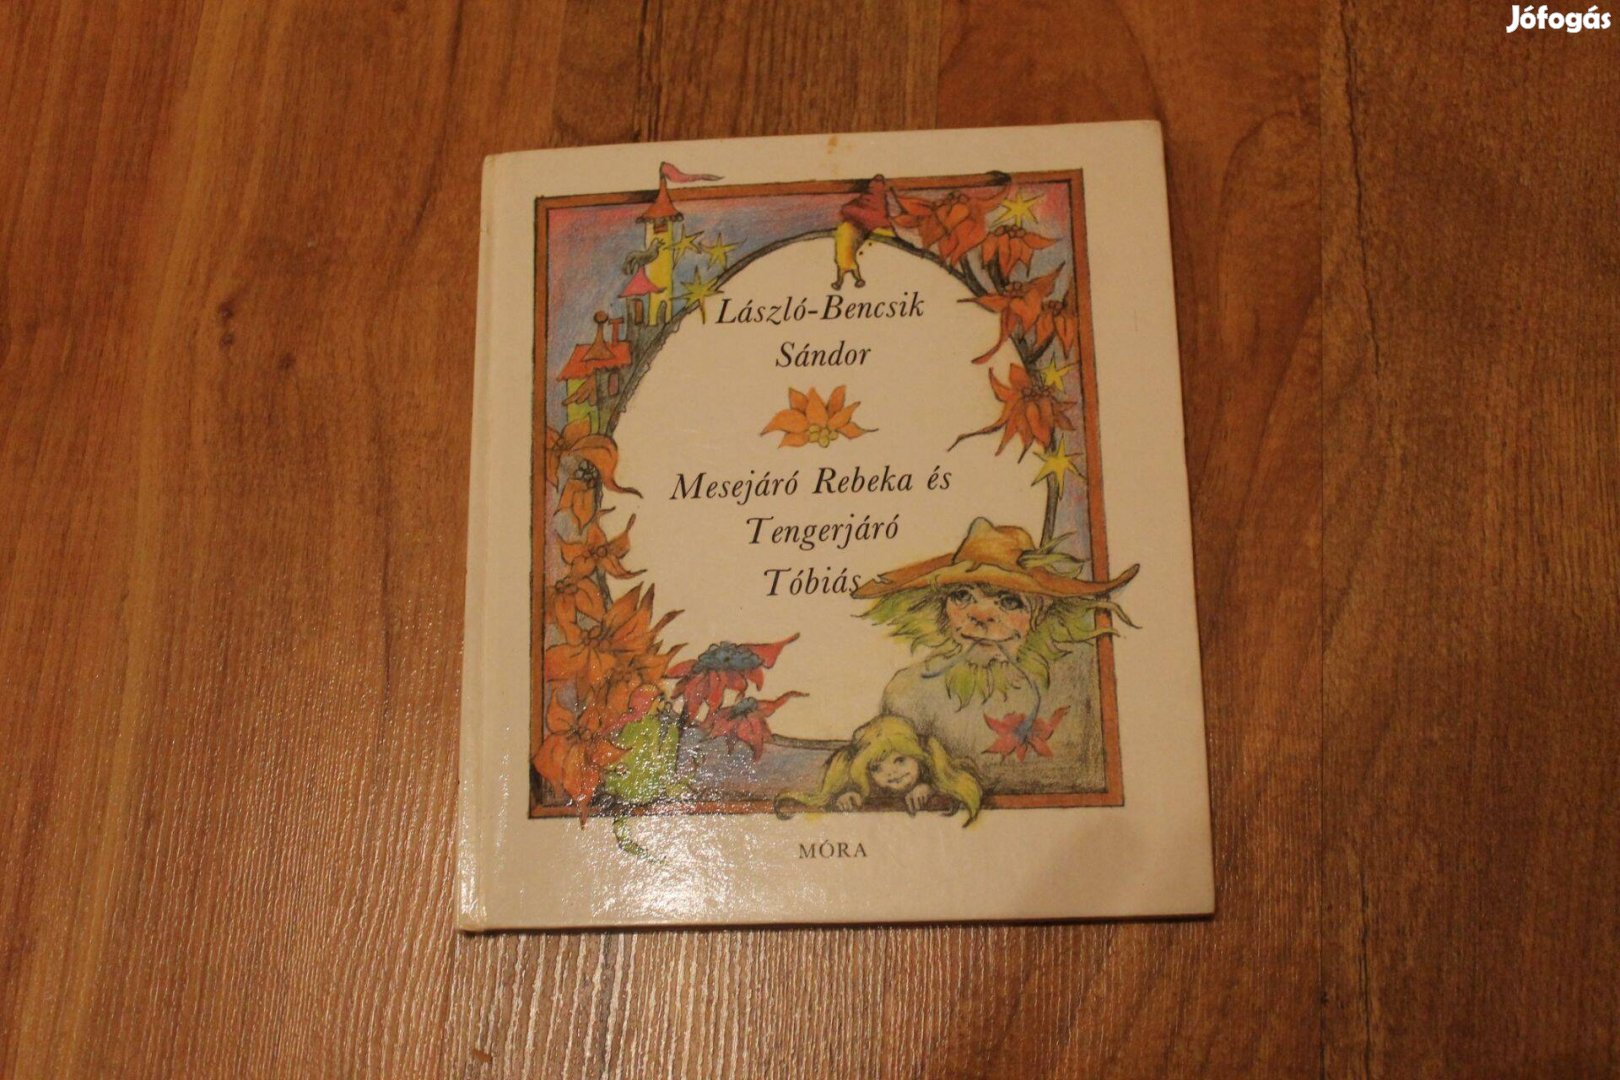 Jófogás
László-Bencsik
Sándor
Mesejáró Rebeka és
Tengerjáró
Tóbiás
MÓRA